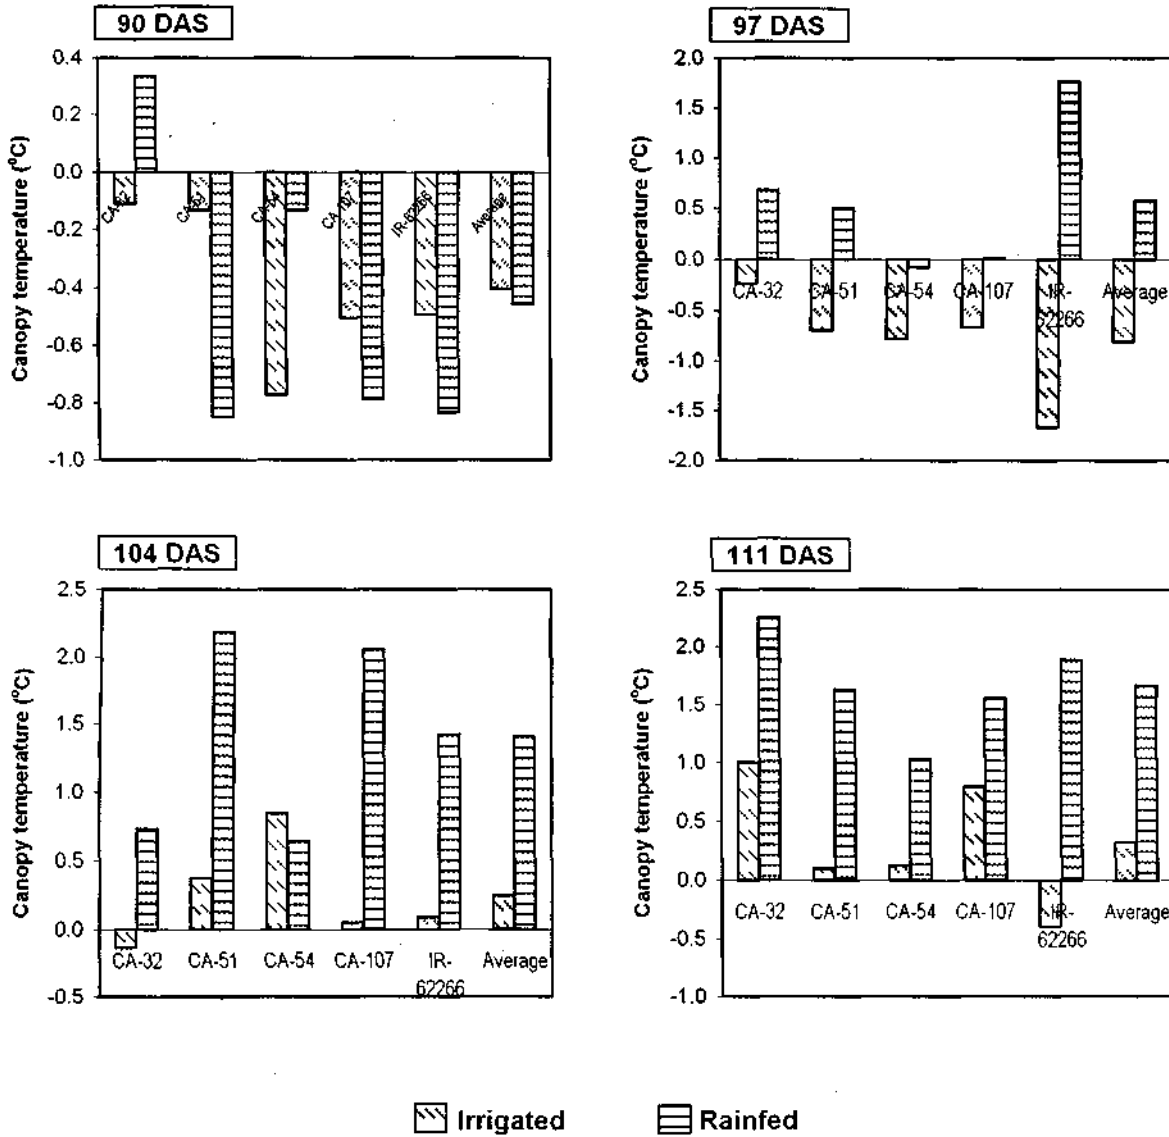 90 DAS
Canopy temperature (°C)
0.4
0.2
0.0
-0.2
-0.4
-0.6
-0.8
-1.0
CA-32
CA-51
CA-54
CA-107
IR-62266
Average
97 DAS
Canopy temperature (°C)
2.0
1.5
1.0
0.5
0.0
-0.5
-1.0
-1.5
-2.0
CA-32
CA-51
CA-54
CA-107
IR-
62266
Average
104 DAS
Canopy temperature (°C)
2.5
2.0
1.5
1.0
0.5
0.0
-0.5
CA-32
CA-51
CA-54
CA-107
IR-
62266
Average
111 DAS
Canopy temperature (°C)
2.5
2.0
1.5
1.0
0.5
0.0
-0.5
-1.0
CA-32
CA-51
CA-54
CA-107
IR-
62266
Average
Irrigated
Rainfed